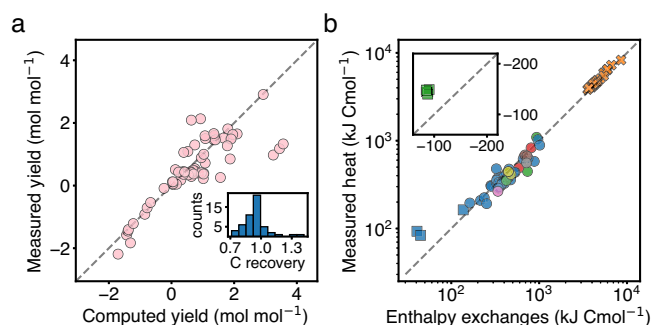 a
Measured yield (mol mol⁻¹)
4
2
0
−2
−2
0
2
4
Computed yield (mol mol⁻¹)
counts
15
5
0.7
1.0
1.3
C recovery
b
Measured heat (kJ Cmol⁻¹)
10⁴
10³
10²
10²
10³
10⁴
Enthalpy exchanges (kJ Cmol⁻¹)
-200
-100
-100
-200